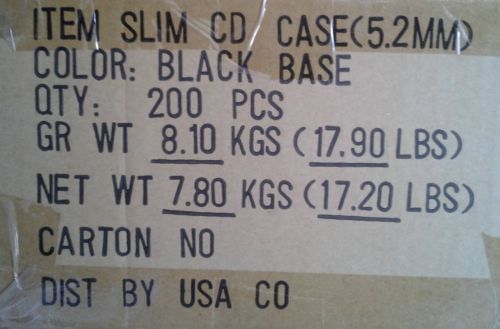 ITEM SLIM CD CASE(5.2MM)
COLOR: BLACK BASE
QTY: 200 PCS
GR WT 8.10 KGS (17.90 LBS)
NET WT 7.80 KGS (17.20 LBS)
CARTON NO
DIST BY USA CO